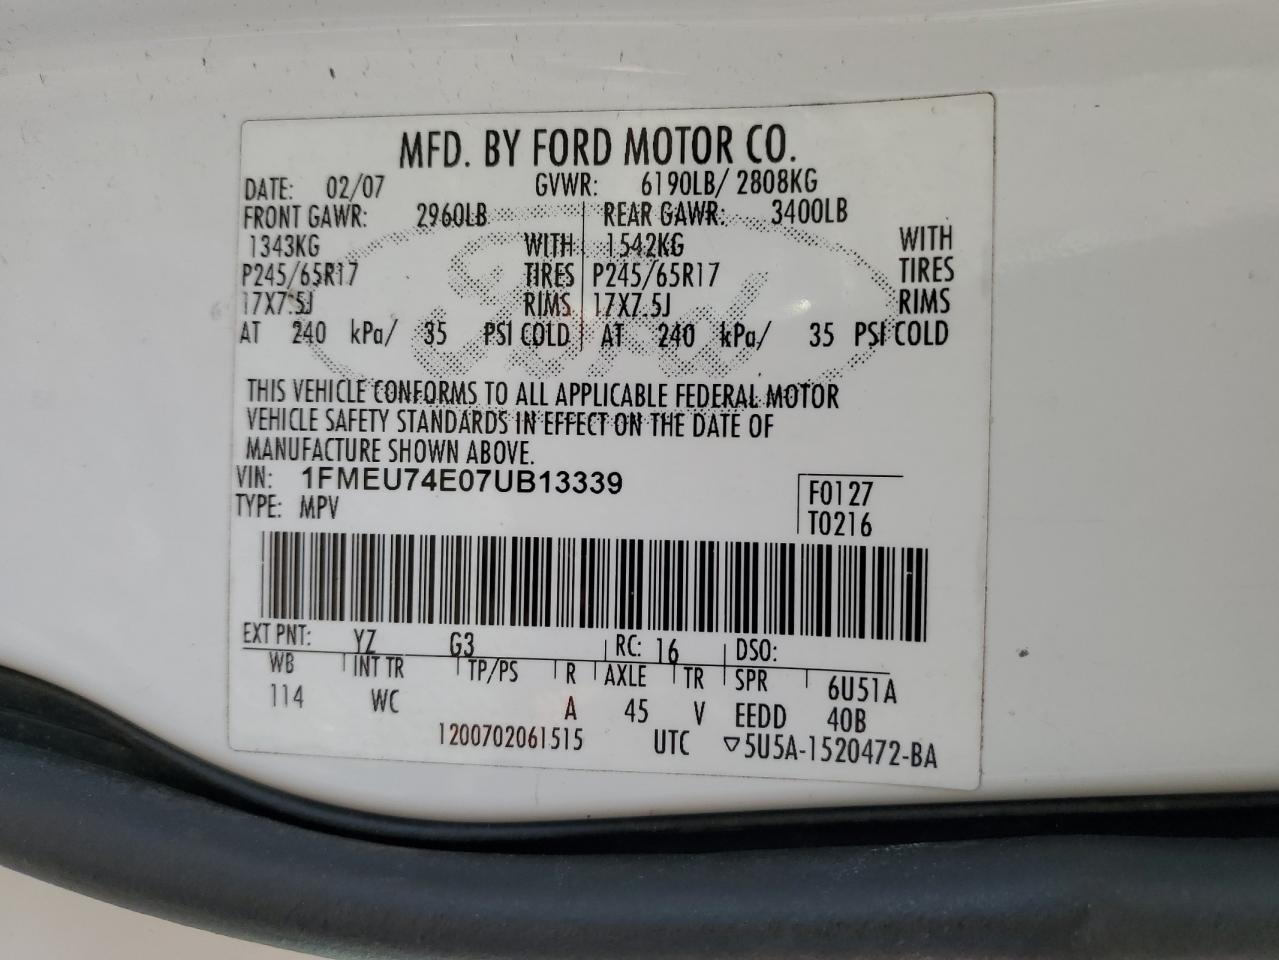 MFD. BY FORD MOTOR CO.
DATE: 02/07 GVWR: 6190LB/ 2808KG
FRONT GAWR: 2960LB REAR GAWR: 3400LB
1343KG WITH 1542KG WITH
P245/65R17 TIRES P245/65R17 TIRES
17X7.5J RIMS 17X7.5J RIMS
AT 240 kPa/ 35 PSI COLD AT 240 kPa/ 35 PSI COLD
Ford
THIS VEHICLE CONFORMS TO ALL APPLICABLE FEDERAL MOTOR
VEHICLE SAFETY STANDARDS IN EFFECT ON THE DATE OF
MANUFACTURE SHOWN ABOVE.
VIN: 1FMEU74E07UB13339 F0127
TYPE: MPV T0216
EXT PNT: YZ G3 RC: 16 DSO:
WB INT TR TP/PS R AXLE TR SPR 6U51A
114 WC A 45 V EEDD 40B
1200702061515 UTC ▽5U5A-1520472-BA